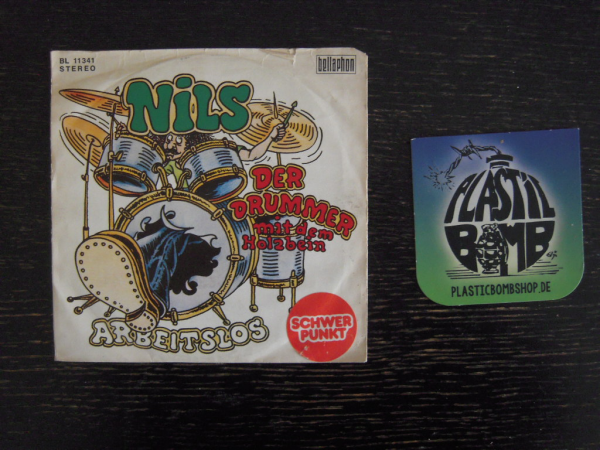 BL 11341
STEREO
bellaphon
NILS
DER
DRUMMER
mit dem
Holzbein
ARBEITSLOS
SCHWER
PUNKT
PLASTIC
BOMB
PLASTICBOMBSHOP.DE